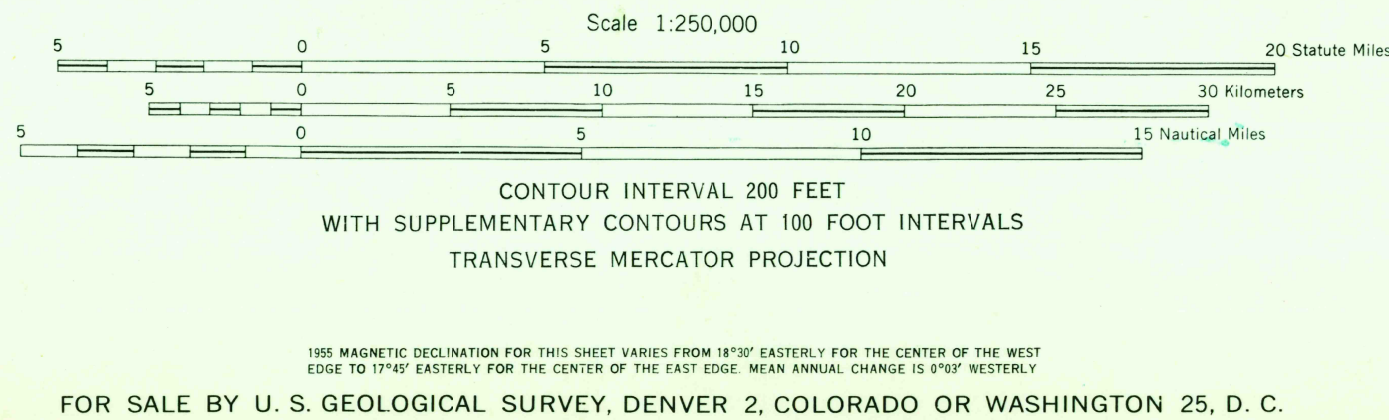 Scale 1:250,000
5 0 5 10 15 20 Statute Miles
5 0 5 10 15 20 25 30 Kilometers
5 0 5 10 15 Nautical Miles
CONTOUR INTERVAL 200 FEET
WITH SUPPLEMENTARY CONTOURS AT 100 FOOT INTERVALS
TRANSVERSE MERCATOR PROJECTION
1955 MAGNETIC DECLINATION FOR THIS SHEET VARIES FROM 18°30′ EASTERLY FOR THE CENTER OF THE WEST
EDGE TO 17°45′ EASTERLY FOR THE CENTER OF THE EAST EDGE. MEAN ANNUAL CHANGE IS 0°03′ WESTERLY
FOR SALE BY U. S. GEOLOGICAL SURVEY, DENVER 2, COLORADO OR WASHINGTON 25, D. C.